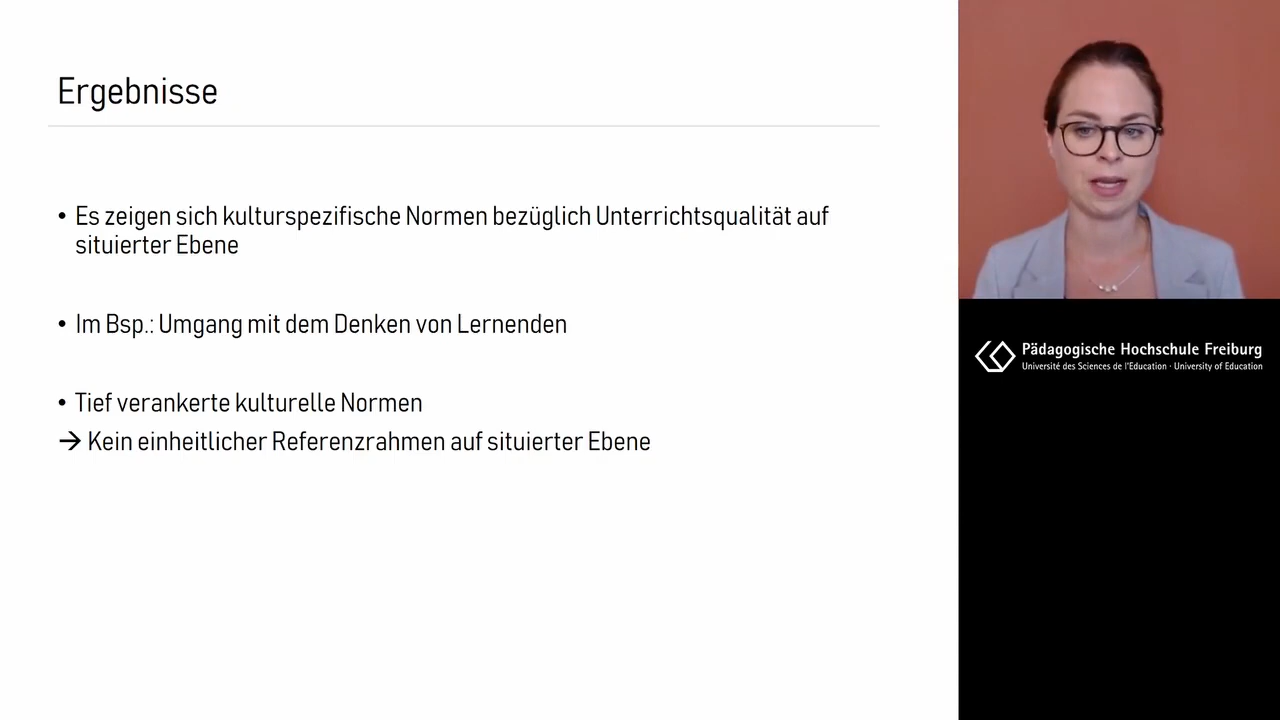 Ergebnisse
• Es zeigen sich kulturspezifische Normen bezüglich Unterrichtsqualität auf
situierter Ebene
• Im Bsp.: Umgang mit dem Denken von Lernenden
• Tief verankerte kulturelle Normen
→ Kein einheitlicher Referenzrahmen auf situierter Ebene
Pädagogische Hochschule Freiburg
Université des Sciences de l'Education · University of Education